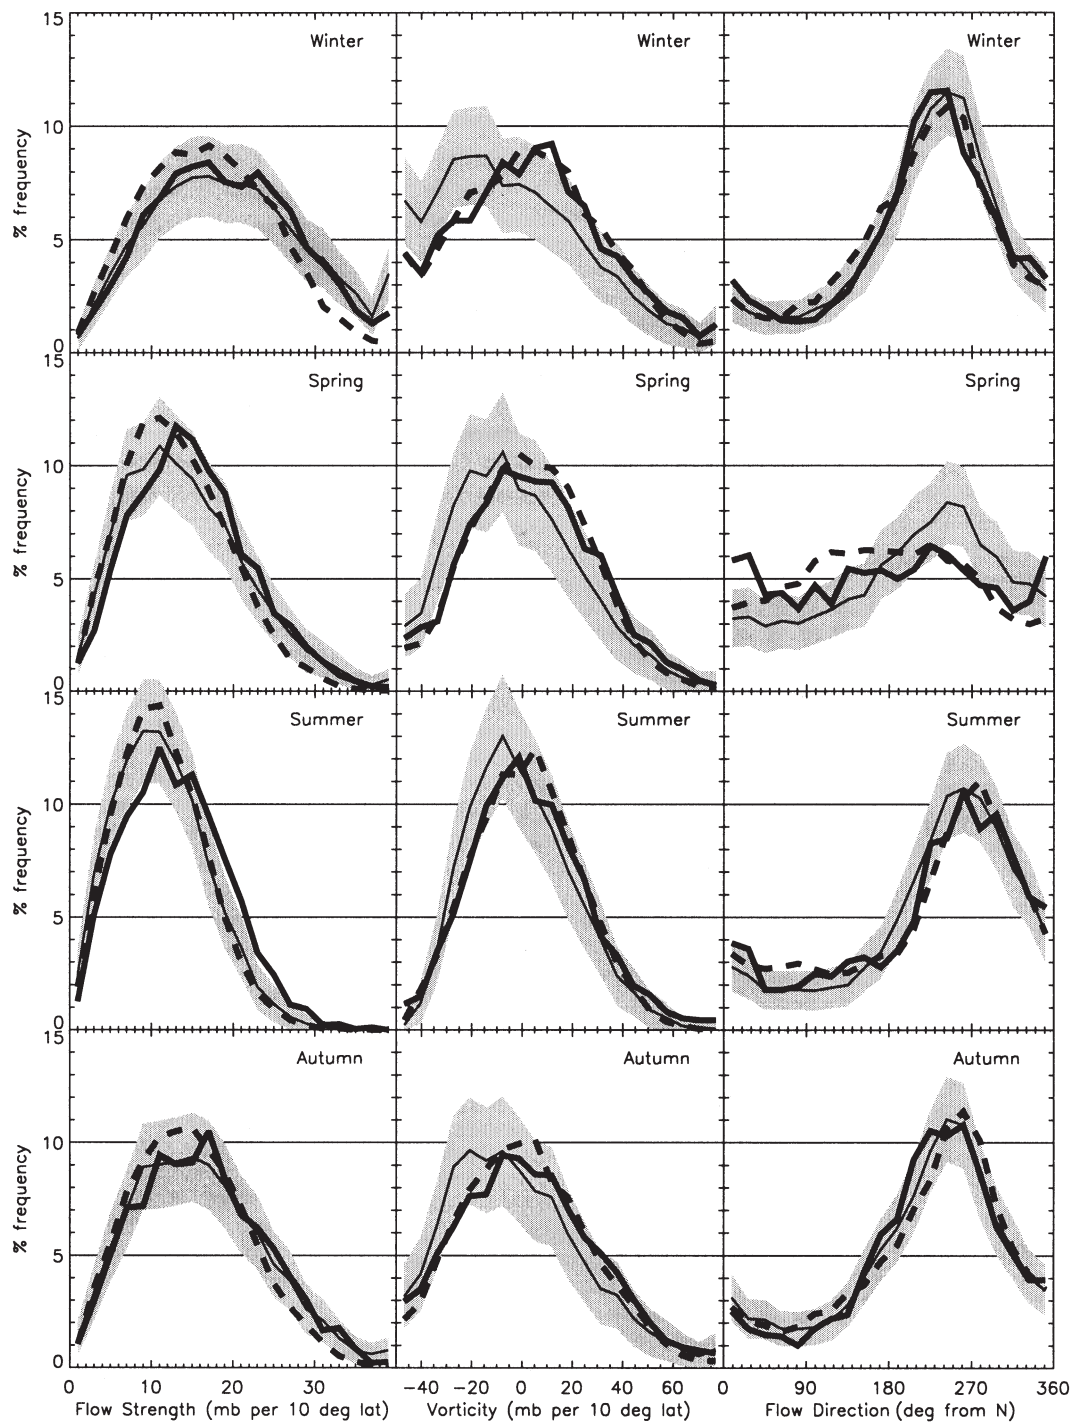 15
Winter
Winter
Winter
10
5
0
% frequency
15
Spring
Spring
Spring
10
5
0
% frequency
15
Summer
Summer
Summer
10
5
0
% frequency
15
Autumn
Autumn
Autumn
10
5
0
% frequency
0 10 20 30
−40 −20 0 20 40 60
0 90 180 270 360
Flow Strength (mb per 10 deg lat)
Vorticity (mb per 10 deg lat)
Flow Direction (deg from N)